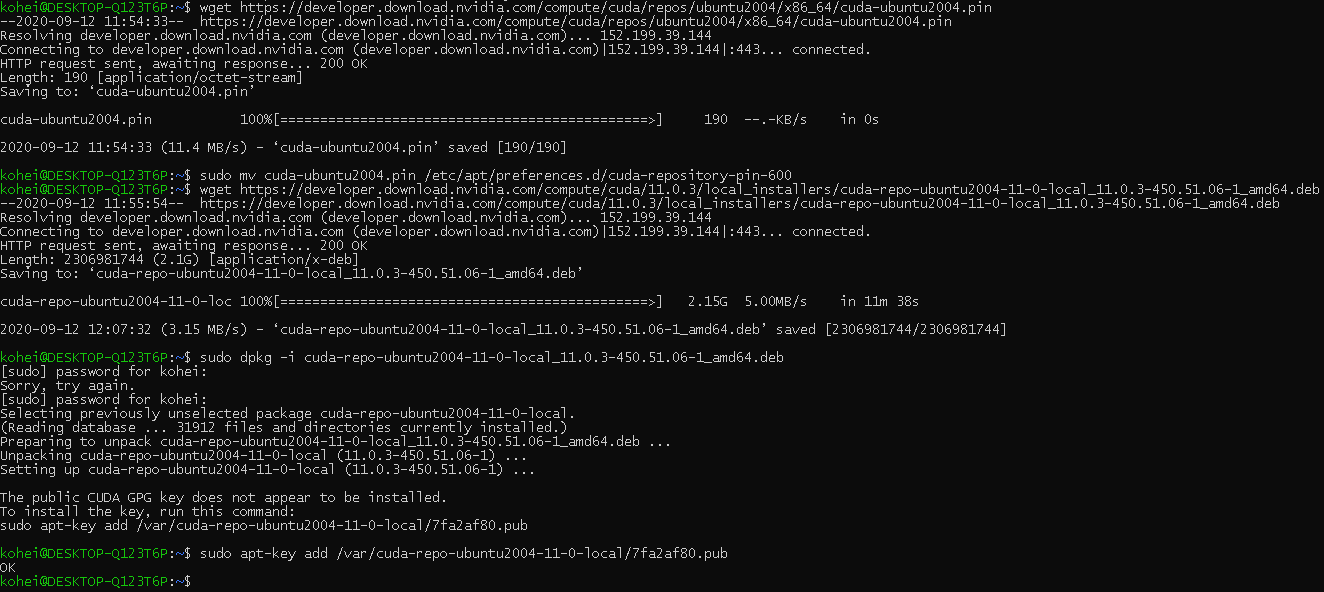 kohei@DESKTOP-Q123T6P:~$ wget https://developer.download.nvidia.com/compute/cuda/repos/ubuntu2004/x86_64/cuda-ubuntu2004.pin
--2020-09-12 11:54:33--  https://developer.download.nvidia.com/compute/cuda/repos/ubuntu2004/x86_64/cuda-ubuntu2004.pin
Resolving developer.download.nvidia.com (developer.download.nvidia.com)... 152.199.39.144
Connecting to developer.download.nvidia.com (developer.download.nvidia.com)|152.199.39.144|:443... connected.
HTTP request sent, awaiting response... 200 OK
Length: 190 [application/octet-stream]
Saving to: ‘cuda-ubuntu2004.pin’
cuda-ubuntu2004.pin           100%[==============================================>]     190  --.-KB/s    in 0s
2020-09-12 11:54:33 (11.4 MB/s) - ‘cuda-ubuntu2004.pin’ saved [190/190]
kohei@DESKTOP-Q123T6P:~$ sudo mv cuda-ubuntu2004.pin /etc/apt/preferences.d/cuda-repository-pin-600
kohei@DESKTOP-Q123T6P:~$ wget https://developer.download.nvidia.com/compute/cuda/11.0.3/local_installers/cuda-repo-ubuntu2004-11-0-local_11.0.3-450.51.06-1_amd64.deb
--2020-09-12 11:55:54--  https://developer.download.nvidia.com/compute/cuda/11.0.3/local_installers/cuda-repo-ubuntu2004-11-0-local_11.0.3-450.51.06-1_amd64.deb
Resolving developer.download.nvidia.com (developer.download.nvidia.com)... 152.199.39.144
Connecting to developer.download.nvidia.com (developer.download.nvidia.com)|152.199.39.144|:443... connected.
HTTP request sent, awaiting response... 200 OK
Length: 2306981744 (2.1G) [application/x-deb]
Saving to: ‘cuda-repo-ubuntu2004-11-0-local_11.0.3-450.51.06-1_amd64.deb’
cuda-repo-ubuntu2004-11-0-loc 100%[==============================================>]   2.15G  5.00MB/s    in 11m 38s
2020-09-12 12:07:32 (3.15 MB/s) - ‘cuda-repo-ubuntu2004-11-0-local_11.0.3-450.51.06-1_amd64.deb’ saved [2306981744/2306981744]
kohei@DESKTOP-Q123T6P:~$ sudo dpkg -i cuda-repo-ubuntu2004-11-0-local_11.0.3-450.51.06-1_amd64.deb
[sudo] password for kohei:
Sorry, try again.
[sudo] password for kohei:
Selecting previously unselected package cuda-repo-ubuntu2004-11-0-local.
(Reading database ... 31912 files and directories currently installed.)
Preparing to unpack cuda-repo-ubuntu2004-11-0-local_11.0.3-450.51.06-1_amd64.deb ...
Unpacking cuda-repo-ubuntu2004-11-0-local (11.0.3-450.51.06-1) ...
Setting up cuda-repo-ubuntu2004-11-0-local (11.0.3-450.51.06-1) ...
The public CUDA GPG key does not appear to be installed.
To install the key, run this command:
sudo apt-key add /var/cuda-repo-ubuntu2004-11-0-local/7fa2af80.pub
kohei@DESKTOP-Q123T6P:~$ sudo apt-key add /var/cuda-repo-ubuntu2004-11-0-local/7fa2af80.pub
OK
kohei@DESKTOP-Q123T6P:~$